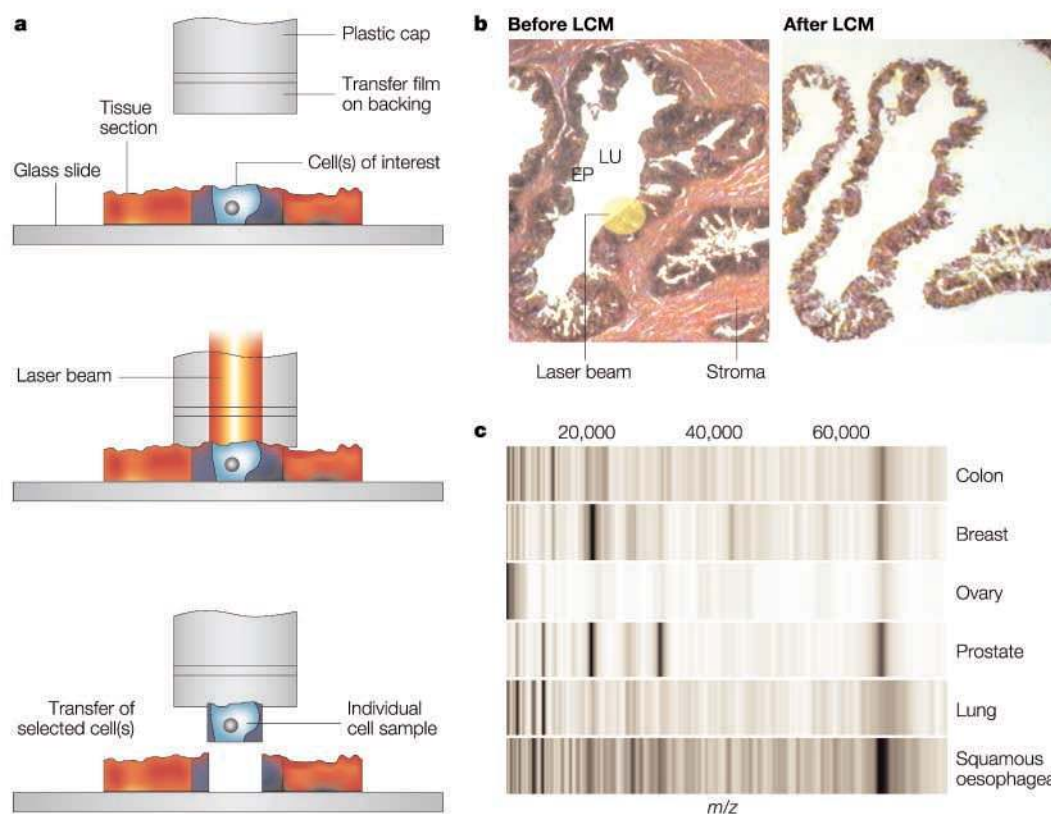 a
Plastic cap
Transfer film
on backing
Tissue
section
Cell(s) of interest
Glass slide
Laser beam
Transfer of
selected cell(s)
Individual
cell sample
b Before LCM
After LCM
LU
EP
Laser beam
Stroma
c
20,000 40,000 60,000
Colon
Breast
Ovary
Prostate
Lung
Squamous
oesophagea
m/z